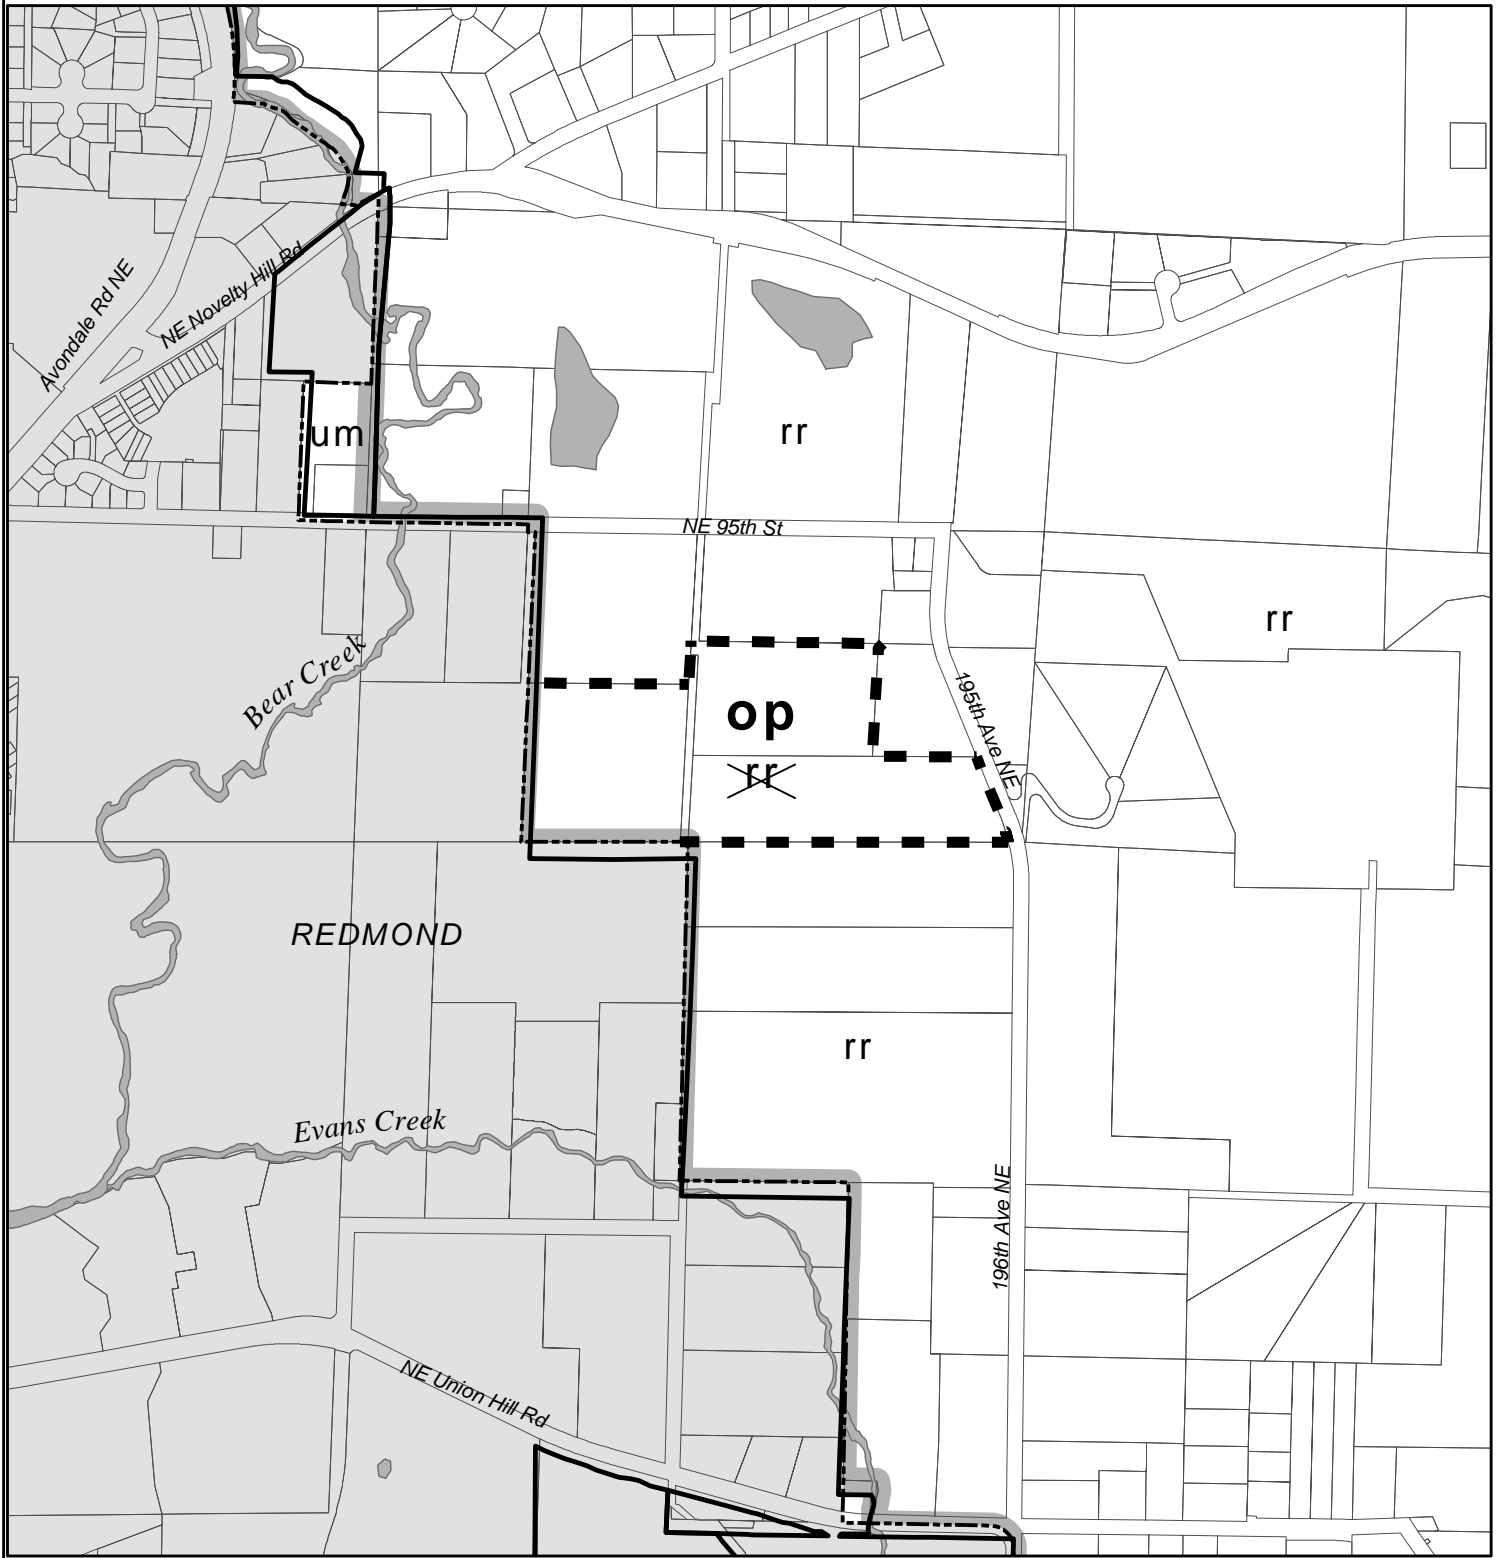 Avondale Rd NE
NE Novelty Hill Rd
um
rr
NE 95th St
rr
Bear Creek
195th Ave NE
op
rr
REDMOND
rr
Evans Creek
196th Ave NE
NE Union Hill Rd